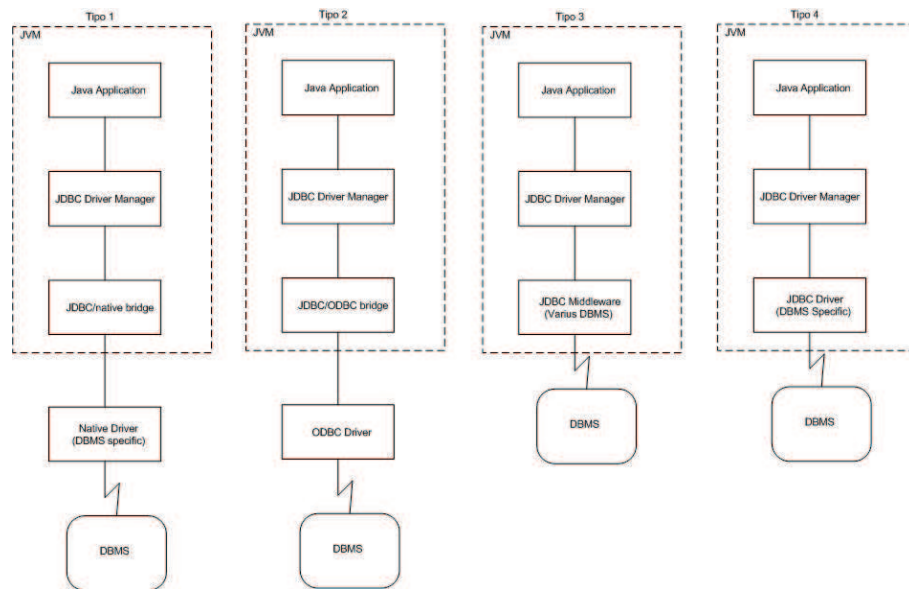 Tipo 1
JVM
Java Application
JDBC Driver Manager
JDBC/native bridge
Native Driver
(DBMS specific)
DBMS
Tipo 2
JVM
Java Application
JDBC Driver Manager
JDBC/ODBC bridge
ODBC Driver
DBMS
Tipo 3
JVM
Java Application
JDBC Driver Manager
JDBC Middleware
(Varius DBMS)
DBMS
Tipo 4
JVM
Java Application
JDBC Driver Manager
JDBC Driver
(DBMS Specific)
DBMS